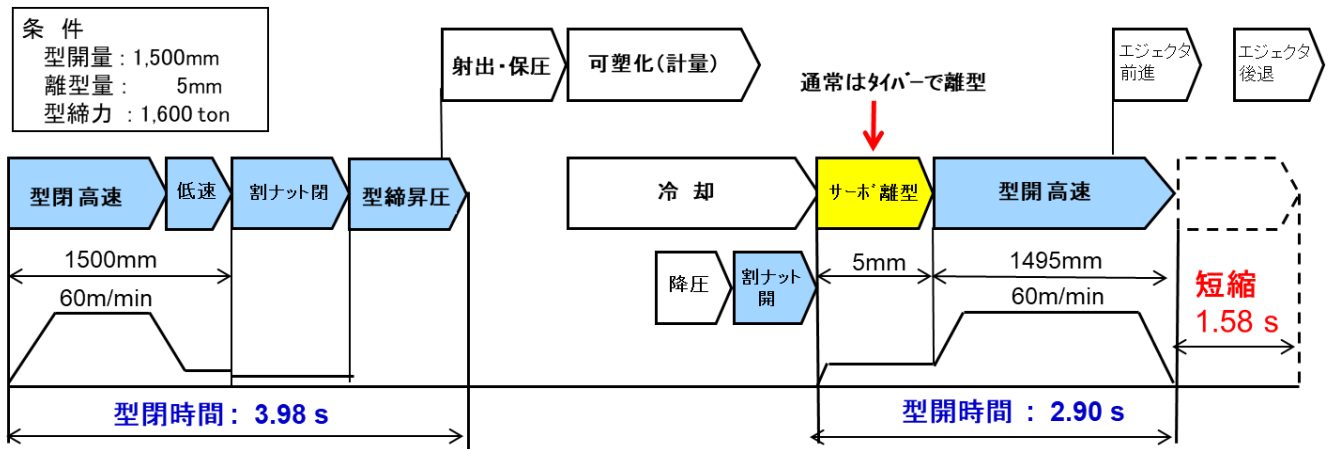 条 件
型開量：1,500mm
離型量： 5mm
型締力：1,600 ton
射出・保圧
可塑化(計量)
通常はﾀｲﾊﾞｰで離型
エジェクタ
前進
エジェクタ
後退
型閉高速
低速
割ナット閉
型締昇圧
冷 却
ｻｰﾎﾞ離型
型開高速
降圧
割ナット
開
1500mm
60m/min
5mm
1495mm
60m/min
短縮
1.58 s
型閉時間： 3.98 s
型開時間 ： 2.90 s